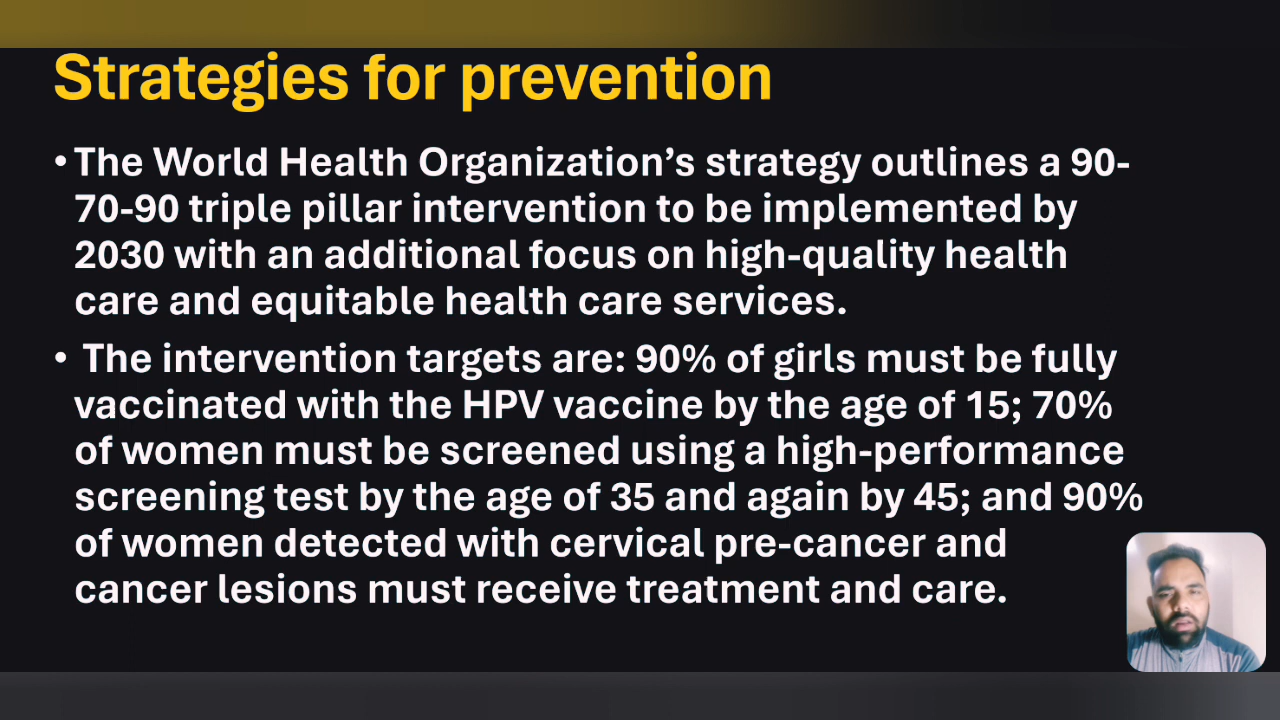 Strategies for prevention
• The World Health Organization’s strategy outlines a 90-
70-90 triple pillar intervention to be implemented by
2030 with an additional focus on high-quality health
care and equitable health care services.
• The intervention targets are: 90% of girls must be fully
vaccinated with the HPV vaccine by the age of 15; 70%
of women must be screened using a high-performance
screening test by the age of 35 and again by 45; and 90%
of women detected with cervical pre-cancer and
cancer lesions must receive treatment and care.